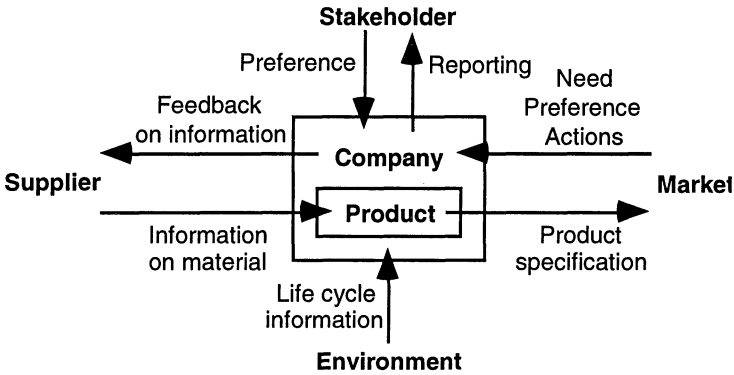 Stakeholder
Preference
Reporting
Need
Preference
Actions
Feedback
on information
Company
Supplier
Market
Product
Information
on material
Product
specification
Life cycle
information
Environment